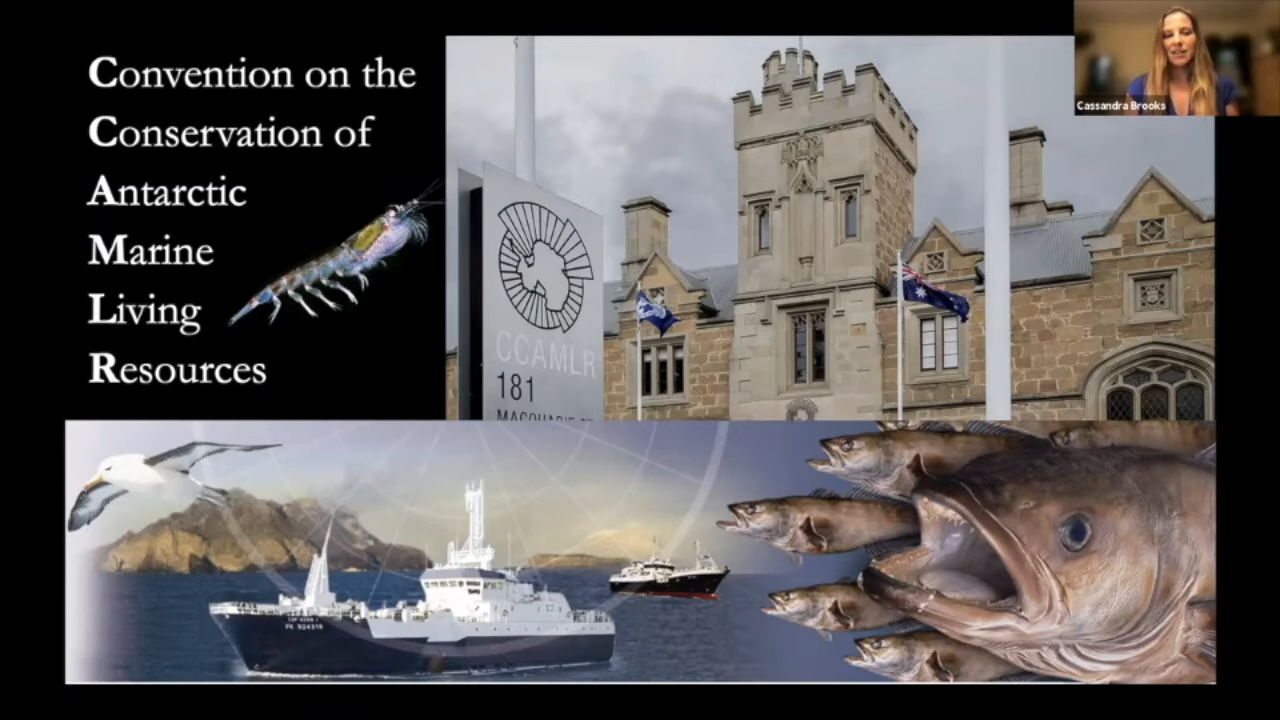 Convention on the
Conservation of
Antarctic
Marine
Living
Resources
Cassandra Brooks
CCAMLR
181